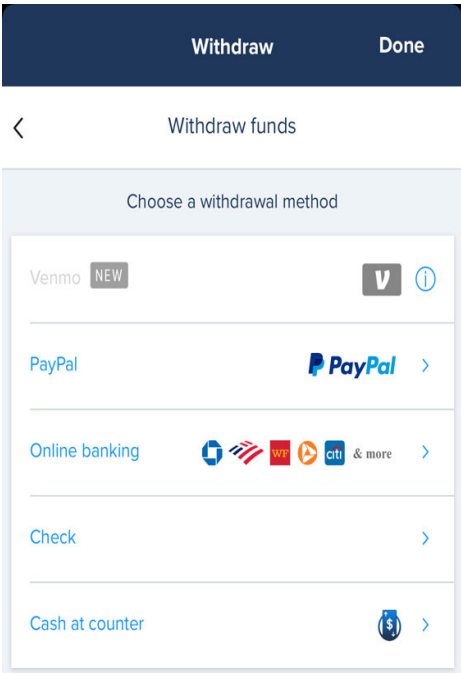 Withdraw Done
Withdraw funds
Choose a withdrawal method
Venmo NEW V
PayPal P PayPal
Online banking WF citi & more
Check
Cash at counter $